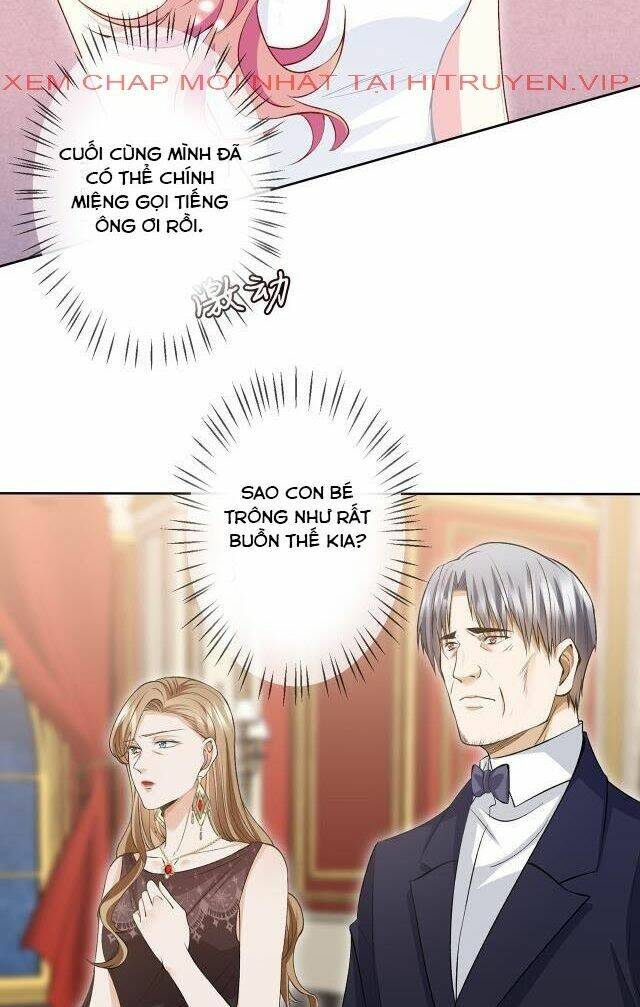 XEM CHAP MỚI NHẤT TẠI HITRUYEN.VIP
CUỐI CÙNG MÌNH ĐÃ
CÓ THỂ CHÍNH
MIỆNG GỌI TIẾNG
ÔNG ƠI RỒI.
激动
SAO CON BÉ
TRÔNG NHƯ RẤT
BUỒN THẾ KIA?